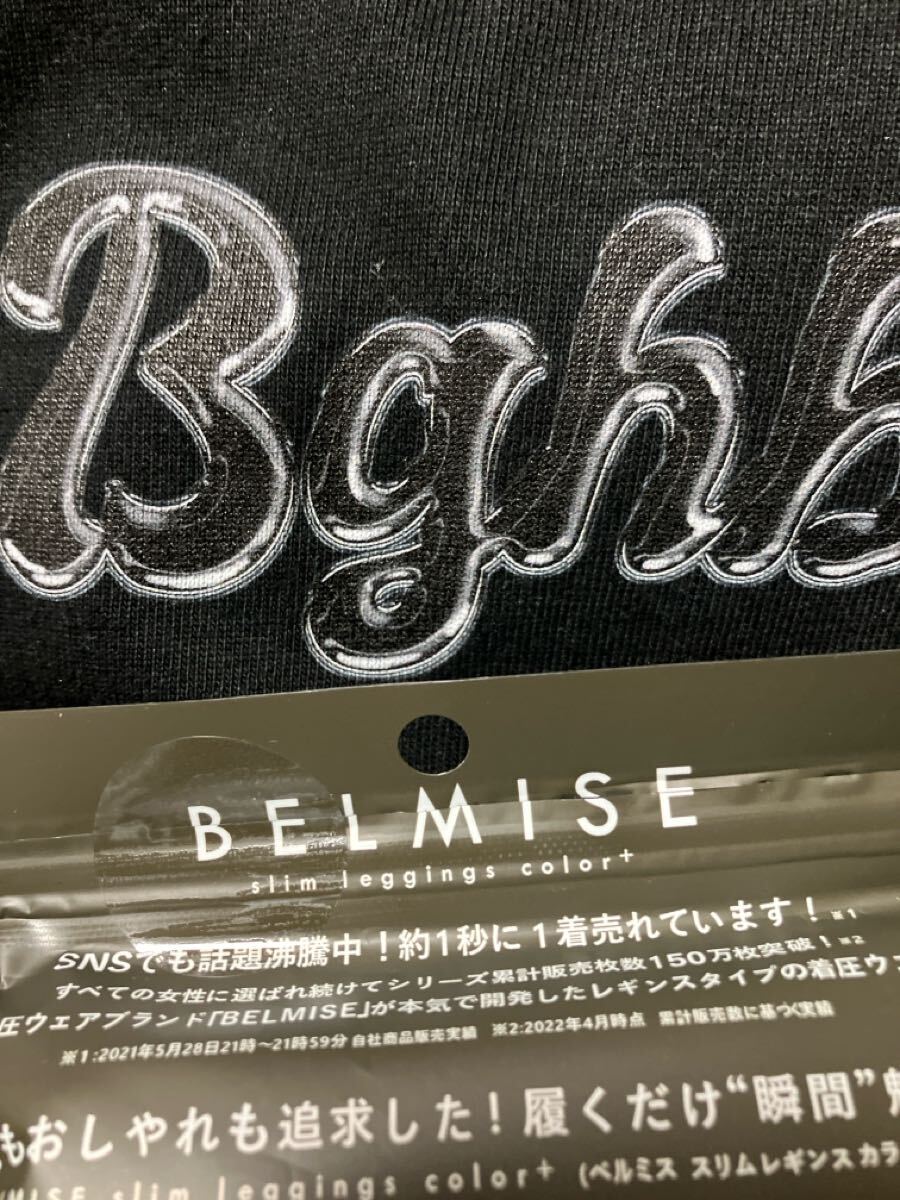 Bgh
BELMISE
slim leggings color+
SNSでも話題沸騰中！約1秒に1着売れています！※1
すべての女性に選ばれ続けてシリーズ累計販売枚数150万枚突破！※2
圧ウェアブランド「BELMISE」が本気で開発したレギンスタイプの着圧ウ
※1:2021年5月28日21時～21時59分 自社商品販売実績 ※2:2022年4月時点 累計販売数に基づく実績
もおしゃれも追求した！履くだけ“瞬間”
MISE slim leggings color+ (ベルミス スリムレギンス カラ